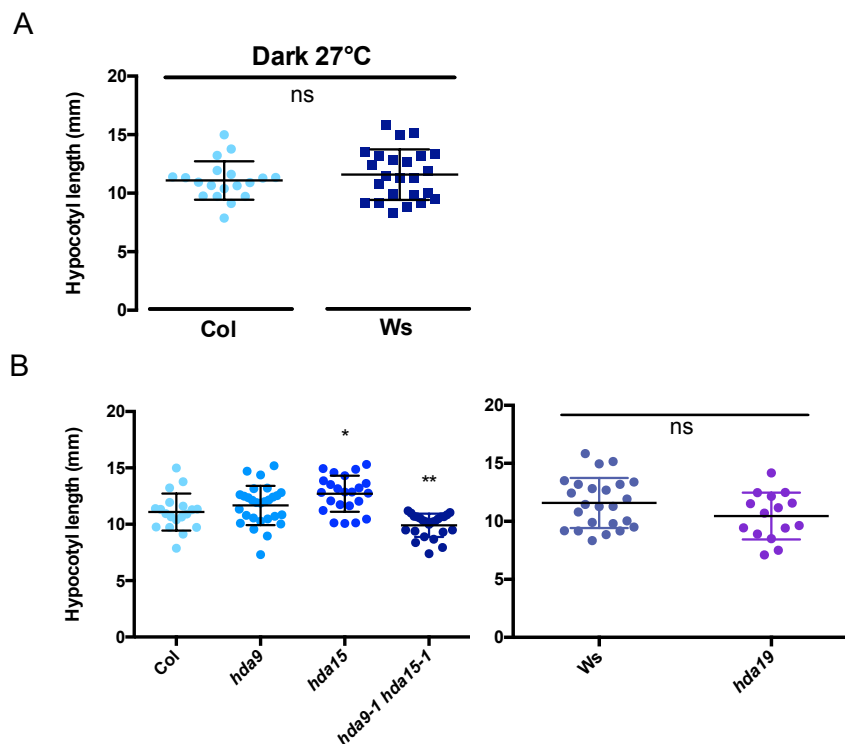 A
Dark 27°C
ns
Hypocotyl length (mm)
20
15
10
5
0
Col
Ws
B
Hypocotyl length (mm)
20
15
10
5
0
*
**
Col
hda9
hda15
hda9-1 hda15-1
20
15
10
5
0
ns
Ws
hda19